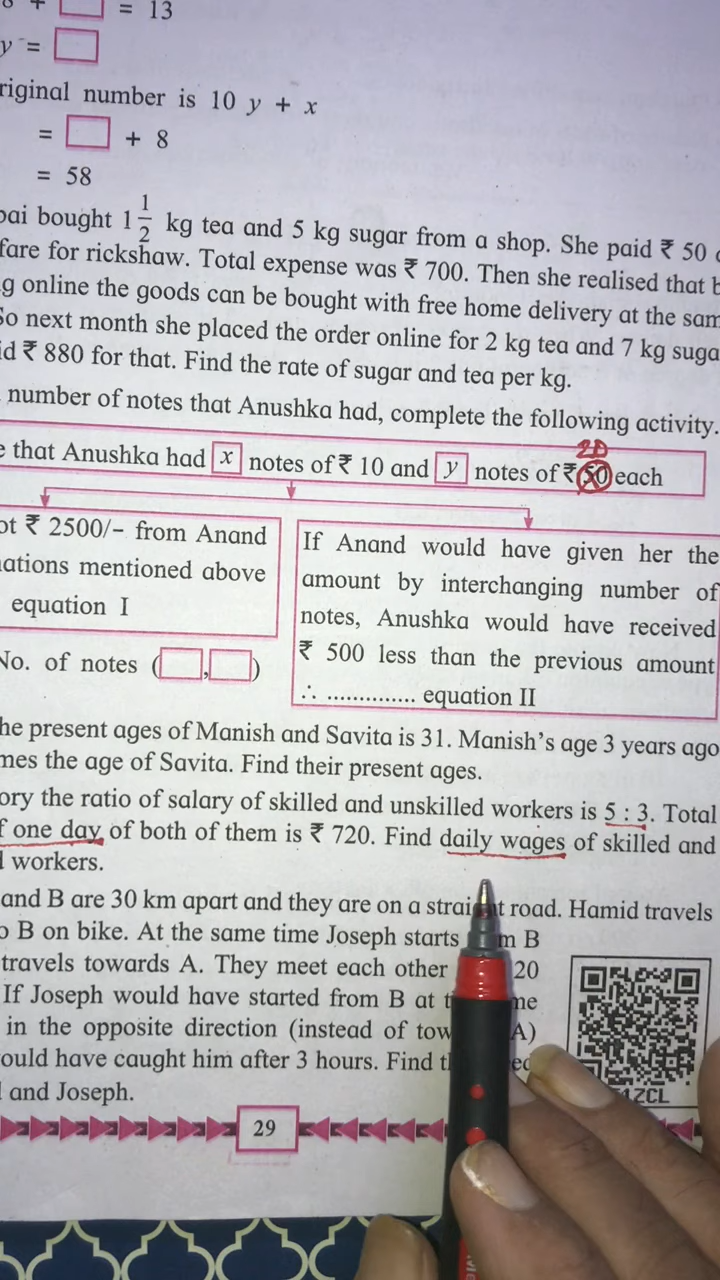 + = 13
y =
riginal number is 10 y + x
= + 8
= 58
bai bought 1 1/2 kg tea and 5 kg sugar from a shop. She paid ₹ 50
fare for rickshaw. Total expense was ₹ 700. Then she realised that b
g online the goods can be bought with free home delivery at the sam
So next month she placed the order online for 2 kg tea and 7 kg suga
id ₹ 880 for that. Find the rate of sugar and tea per kg.
number of notes that Anushka had, complete the following activity.
20
e that Anushka had x notes of ₹ 10 and y notes of ₹ 50 each
ot ₹ 2500/- from Anand
ations mentioned above
equation I
No. of notes ( , )
If Anand would have given her the
amount by interchanging number of
notes, Anushka would have received
₹ 500 less than the previous amount
∴ .............. equation II
he present ages of Manish and Savita is 31. Manish's age 3 years ago
mes the age of Savita. Find their present ages.
ory the ratio of salary of skilled and unskilled workers is 5 : 3. Total
f one day of both of them is ₹ 720. Find daily wages of skilled and
workers.
and B are 30 km apart and they are on a straight road. Hamid travels
o B on bike. At the same time Joseph starts m B
travels towards A. They meet each other 20
If Joseph would have started from B at t me
in the opposite direction (instead of tow A)
ould have caught him after 3 hours. Find t
and Joseph.
1ZCL
29